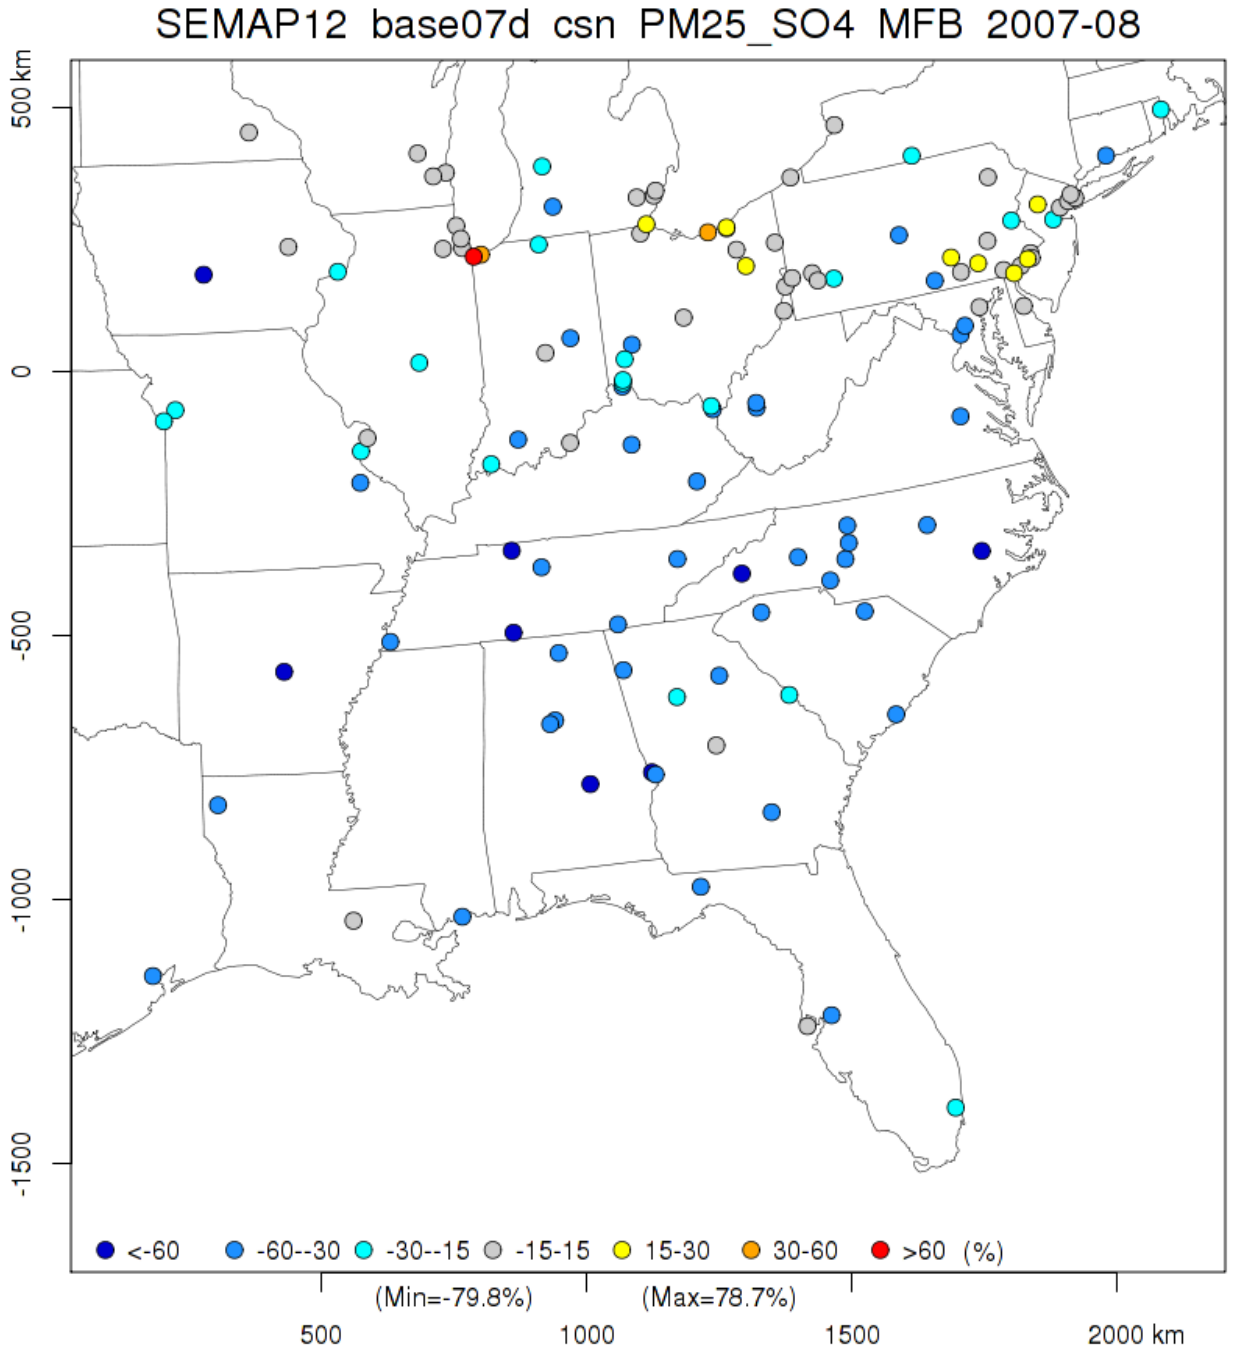 SEMAP12 base07d csn PM25_SO4 MFB 2007-08
500 km
0
-500
-1000
-1500
<-60 -60--30 -30--15 -15-15 15-30 30-60 >60 (%)
(Min=-79.8%) (Max=78.7%)
500 1000 1500 2000 km